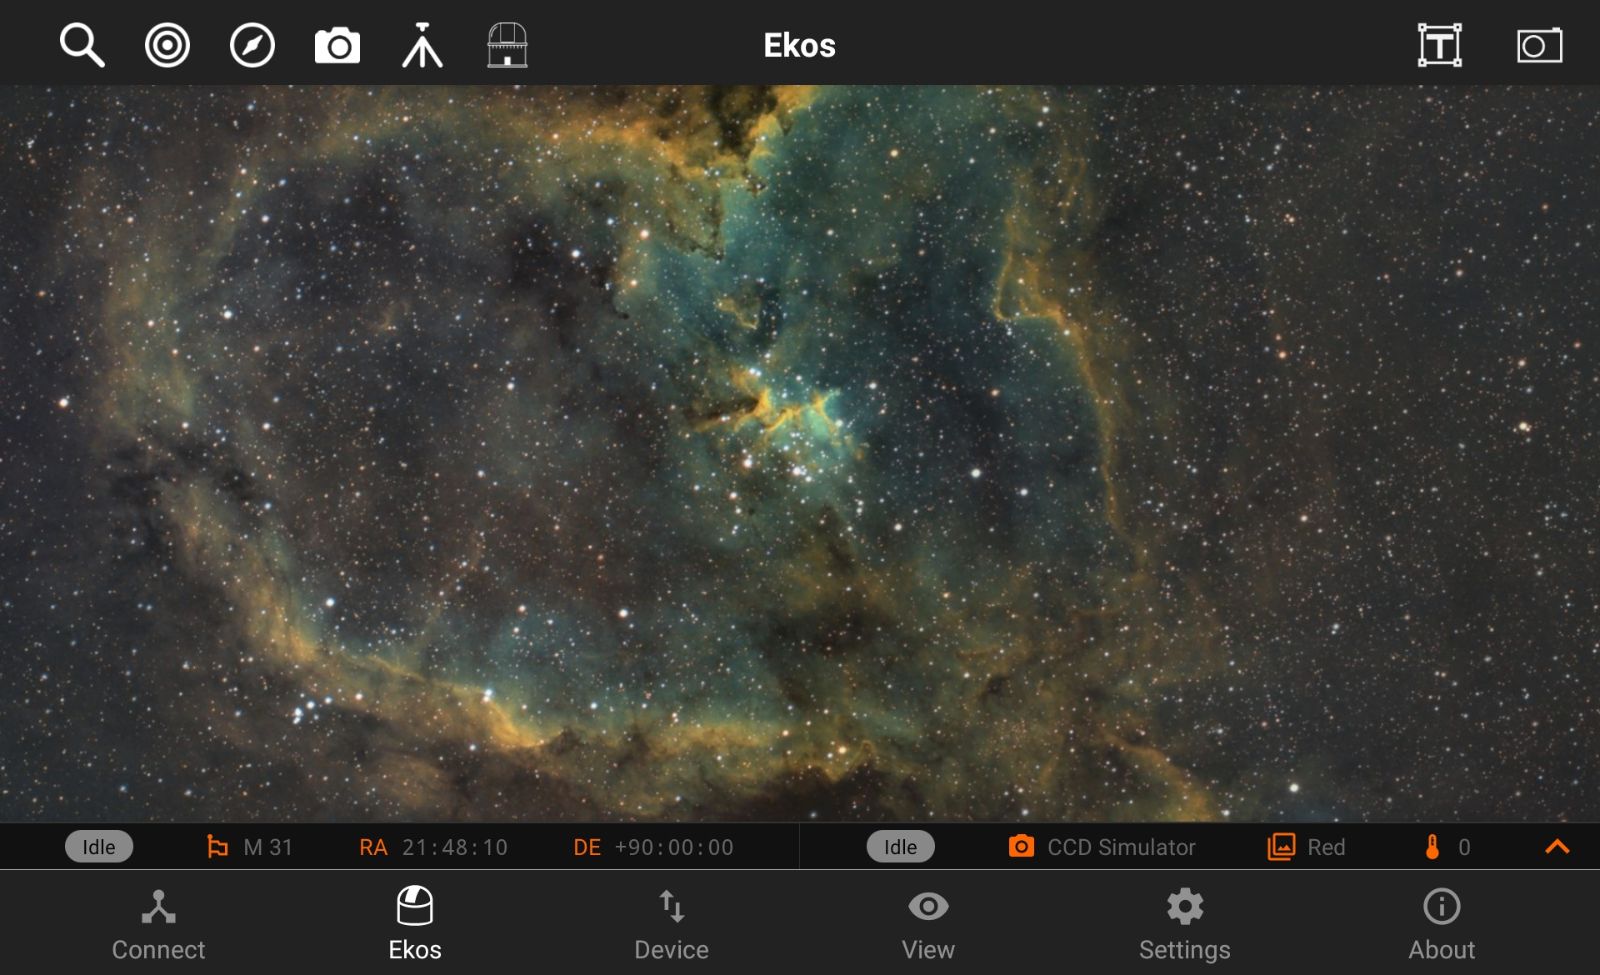 Ekos
Idle M 31 RA 21:48:10 DE +90:00:00 Idle CCD Simulator Red 0
Connect Ekos Device View Settings About